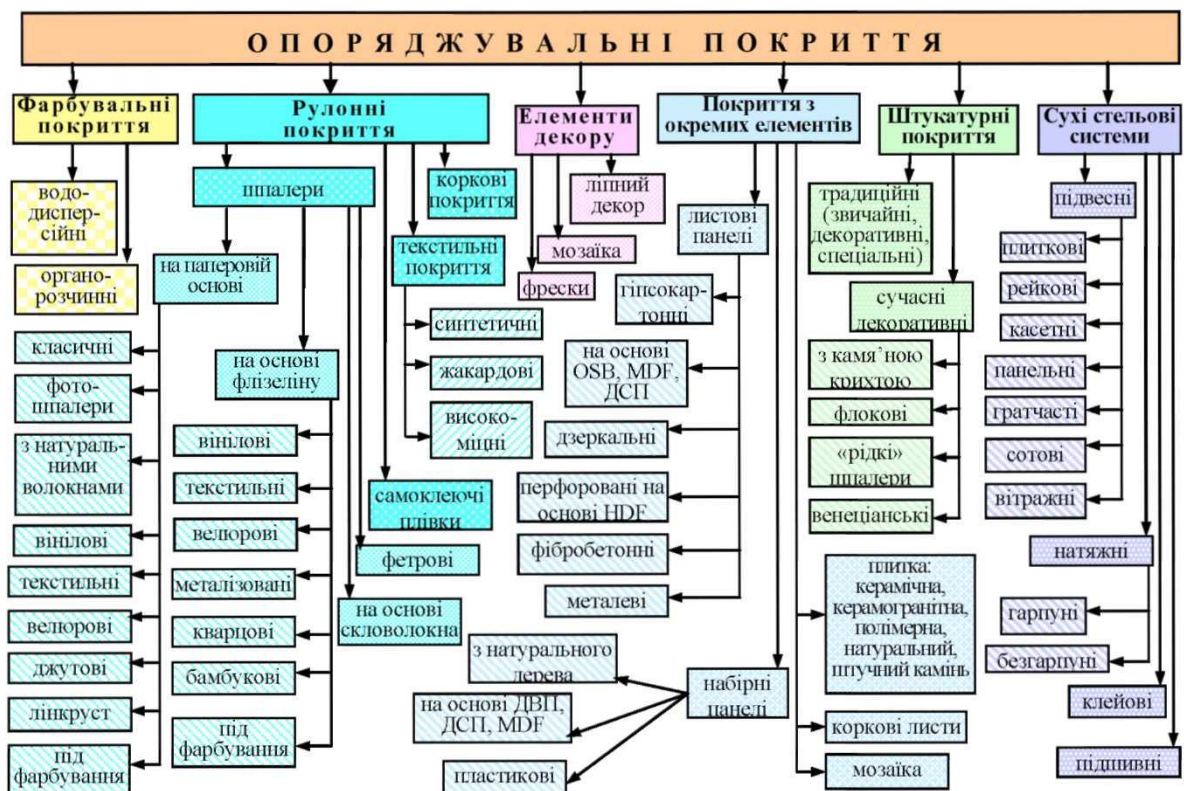 ОПОРЯДЖУВАЛЬНІ ПОКРИТТЯ
Фарбувальні
покриття
водо-
дисперсійні
органо-
розчинні
Рулонні
покриття
шпалери
на паперовій
основі
класичні
фото-
шпалери
з натураль-
ними
волокнами
вінілові
текстильні
велюрові
джутові
лінкруст
під
фарбування
на основі
флізеліну
вінілові
текстильні
велюрові
металізовані
кварцові
бамбукові
під
фарбування
фетрові
на основі
скловолокна
самоклеючі
плівки
текстильні
покриття
синтетичні
жакардові
високо-
міцні
коркові
покриття
Елементи
декору
ліпний
декор
мозаїка
фрески
Покриття з
окремих елементів
листові
панелі
гіпсокар-
тонні
на основі
OSB, MDF,
ДСП
дзеркальні
перфоровані на
основі HDF
фібробетонні
металеві
набірні
панелі
з натурального
дерева
на основі ДВП,
ДСП, MDF
пластикові
плитка:
керамічна,
керамогранітна,
полімерна,
натуральний,
штучний камінь
коркові листи
мозаїка
Штукатурні
покриття
традиційні
(звичайні,
декоративні,
спеціальні)
сучасні
декоративні
з камя’ною
крихтою
флокові
«рідкі»
шпалери
венеціанські
Сухі стельові
системи
підвесні
плиткові
рейкові
касетні
панельні
гратчасті
сотові
вітражні
натяжні
гарпуні
безгарпуні
клейові
підшивні